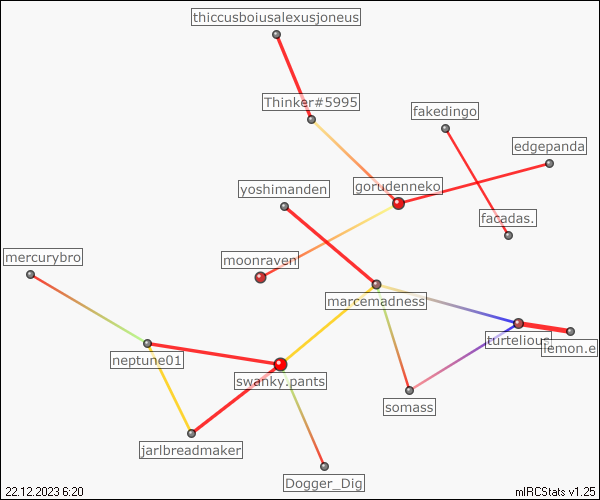 thiccusboiusalexusjoneus
Thinker#5995
fakedingo
edgepanda
yoshimanden
gorudenneko
facadas.
mercurybro
moonraven
marcemadness
turtelious
lemon.e
neptune01
swanky.pants
somass
jarlbreadmaker
Dogger_Dig
22.12.2023 6:20
mIRCStats v1.25